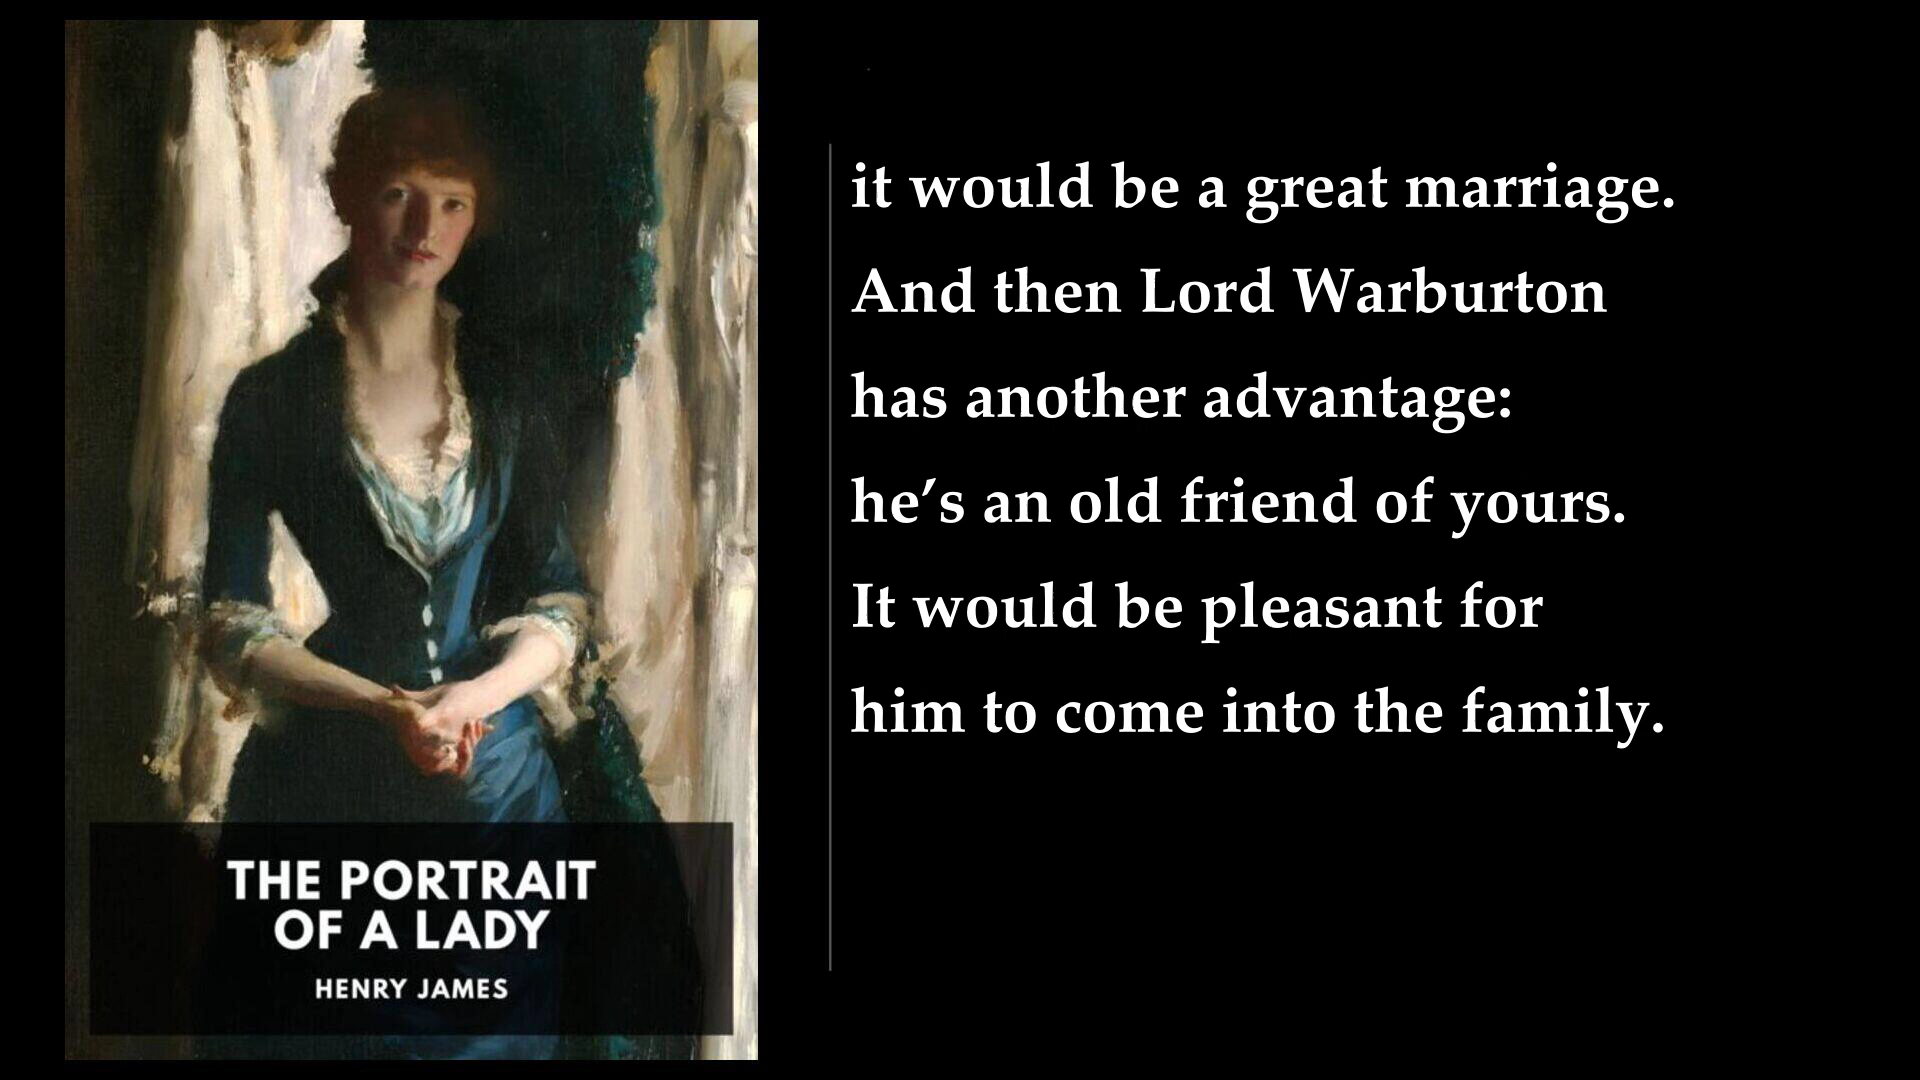 it would be a great marriage.
And then Lord Warburton
has another advantage:
he’s an old friend of yours.
It would be pleasant for
him to come into the family.
THE PORTRAIT
OF A LADY
HENRY JAMES